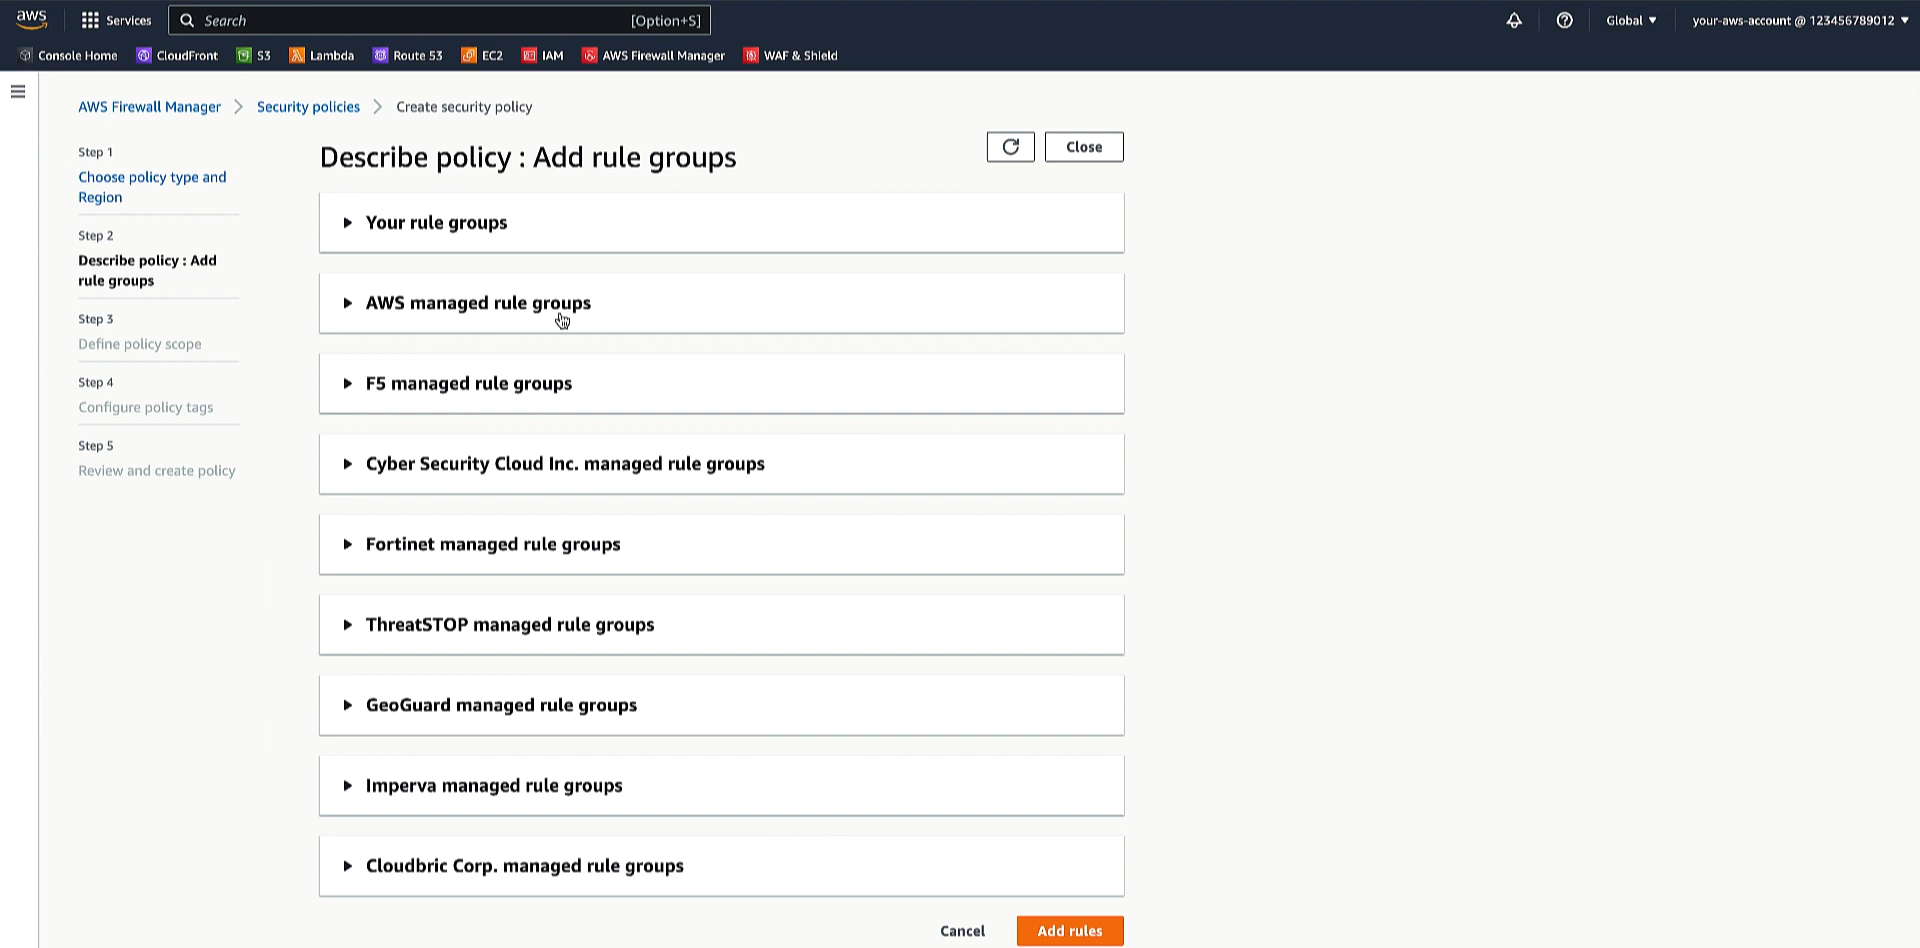 aws Services Search [Option+S] Global your-aws-account @ 123456789012
Console Home CloudFront S3 Lambda Route 53 EC2 IAM AWS Firewall Manager WAF & Shield
AWS Firewall Manager Security policies Create security policy
Step 1
Choose policy type and
Region
Step 2
Describe policy : Add
rule groups
Step 3
Define policy scope
Step 4
Configure policy tags
Step 5
Review and create policy
Describe policy : Add rule groups
Close
Your rule groups
AWS managed rule groups
F5 managed rule groups
Cyber Security Cloud Inc. managed rule groups
Fortinet managed rule groups
ThreatSTOP managed rule groups
GeoGuard managed rule groups
Imperva managed rule groups
Cloudbric Corp. managed rule groups
Cancel Add rules